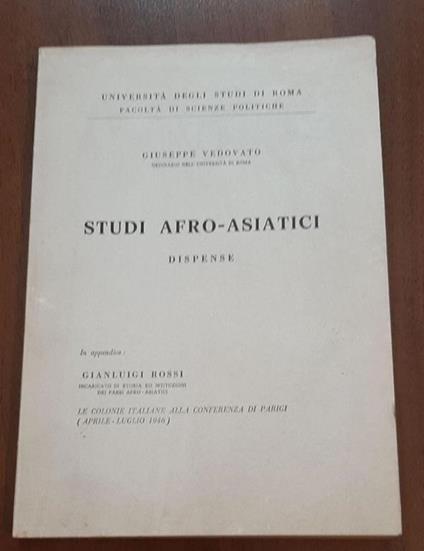 UNIVERSITÀ DEGLI STUDI DI ROMA
FACOLTÀ DI SCIENZE POLITICHE
GIUSEPPE VEDOVATO
ORDINARIO NELL'UNIVERSITÀ DI ROMA
STUDI AFRO-ASIATICI
DISPENSE
In appendice:
GIANLUIGI ROSSI
INCARICATO DI STORIA ED ISTITUZIONI
DEI PAESI AFRO-ASIATICI
LE COLONIE ITALIANE ALLA CONFERENZA DI PARIGI
(APRILE-LUGLIO 1946)